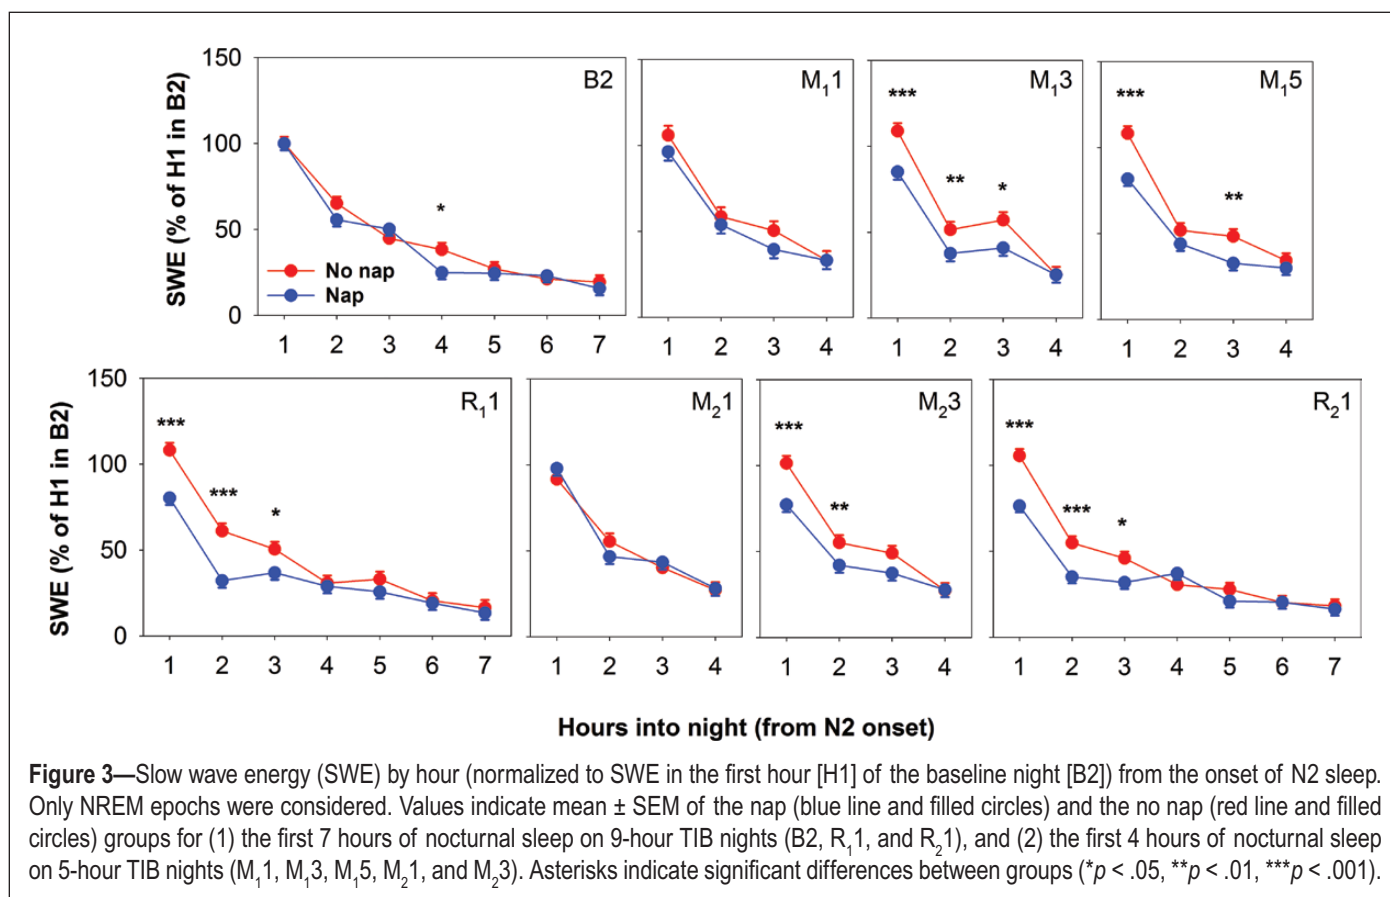 SWE (% of H1 in B2)
150
100
50
0
B2
*
No nap
Nap
1 2 3 4 5 6 7
M₁1
1 2 3 4
M₁3
***
**
*
1 2 3 4
M₁5
***
**
1 2 3 4
SWE (% of H1 in B2)
150
100
50
0
R₁1
***
***
*
1 2 3 4 5 6 7
M₂1
1 2 3 4
M₂3
***
**
1 2 3 4
R₂1
***
***
*
1 2 3 4 5 6 7
Hours into night (from N2 onset)
Figure 3—Slow wave energy (SWE) by hour (normalized to SWE in the first hour [H1] of the baseline night [B2]) from the onset of N2 sleep.
Only NREM epochs were considered. Values indicate mean ± SEM of the nap (blue line and filled circles) and the no nap (red line and filled
circles) groups for (1) the first 7 hours of nocturnal sleep on 9-hour TIB nights (B2, R₁1, and R₂1), and (2) the first 4 hours of nocturnal sleep
on 5-hour TIB nights (M₁1, M₁3, M₁5, M₂1, and M₂3). Asterisks indicate significant differences between groups (*p < .05, **p < .01, ***p < .001).